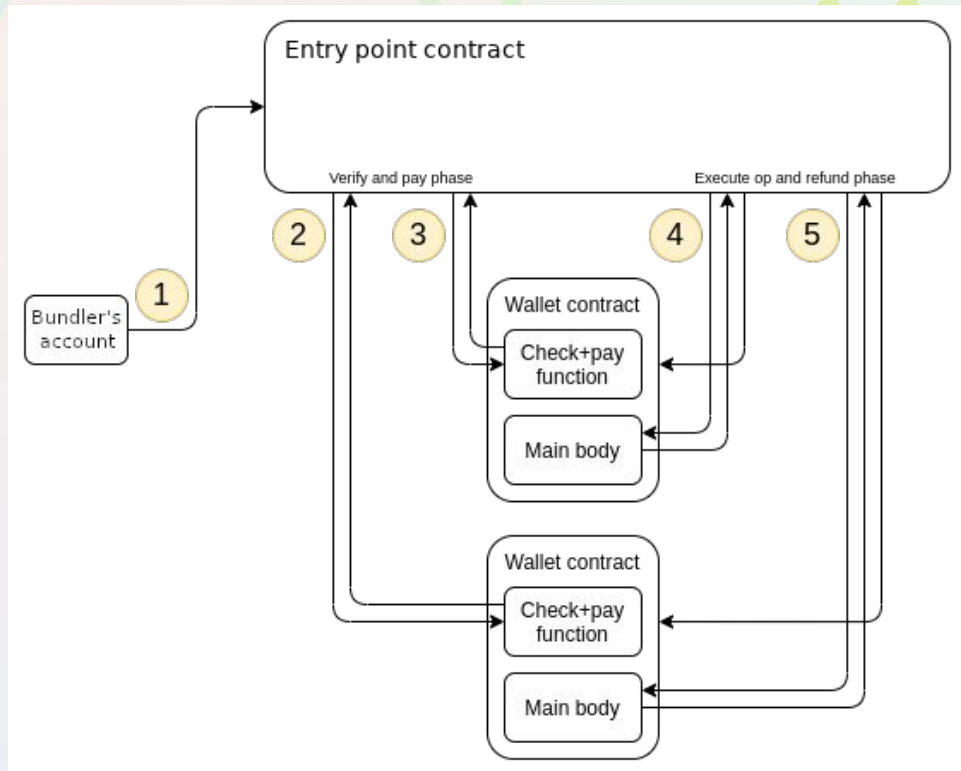 Entry point contract
Verify and pay phase
Execute op and refund phase
2
3
4
5
1
Bundler's
account
Wallet contract
Check+pay
function
Main body
Wallet contract
Check+pay
function
Main body